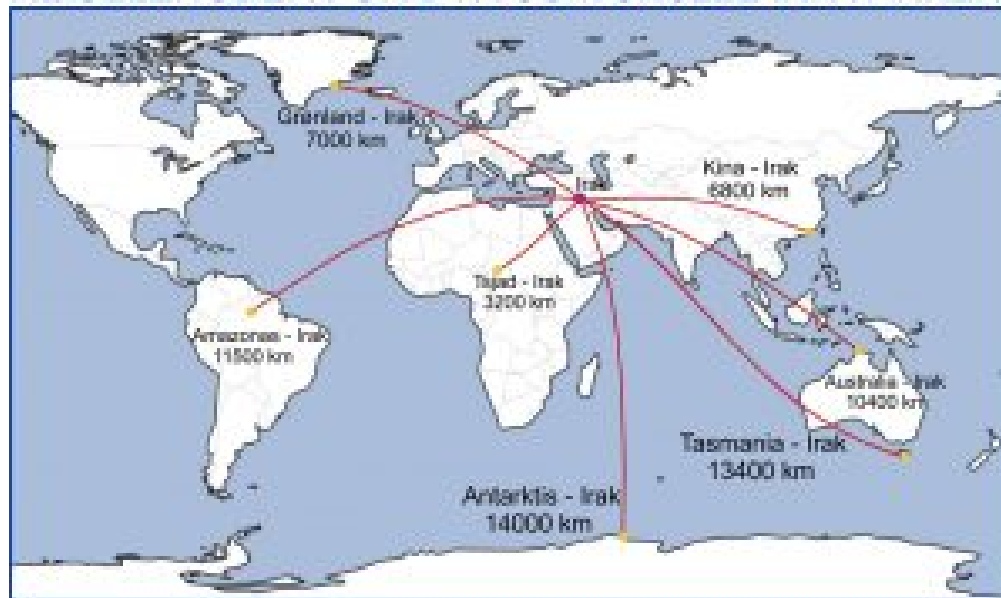 Grønland - Irak
7000 km
Kina - Irak
6800 km
Irak
Tsjad - Irak
3200 km
Amazonas - Irak
11500 km
Australia - Irak
10400 km
Tasmania - Irak
13400 km
Antarktis - Irak
14000 km